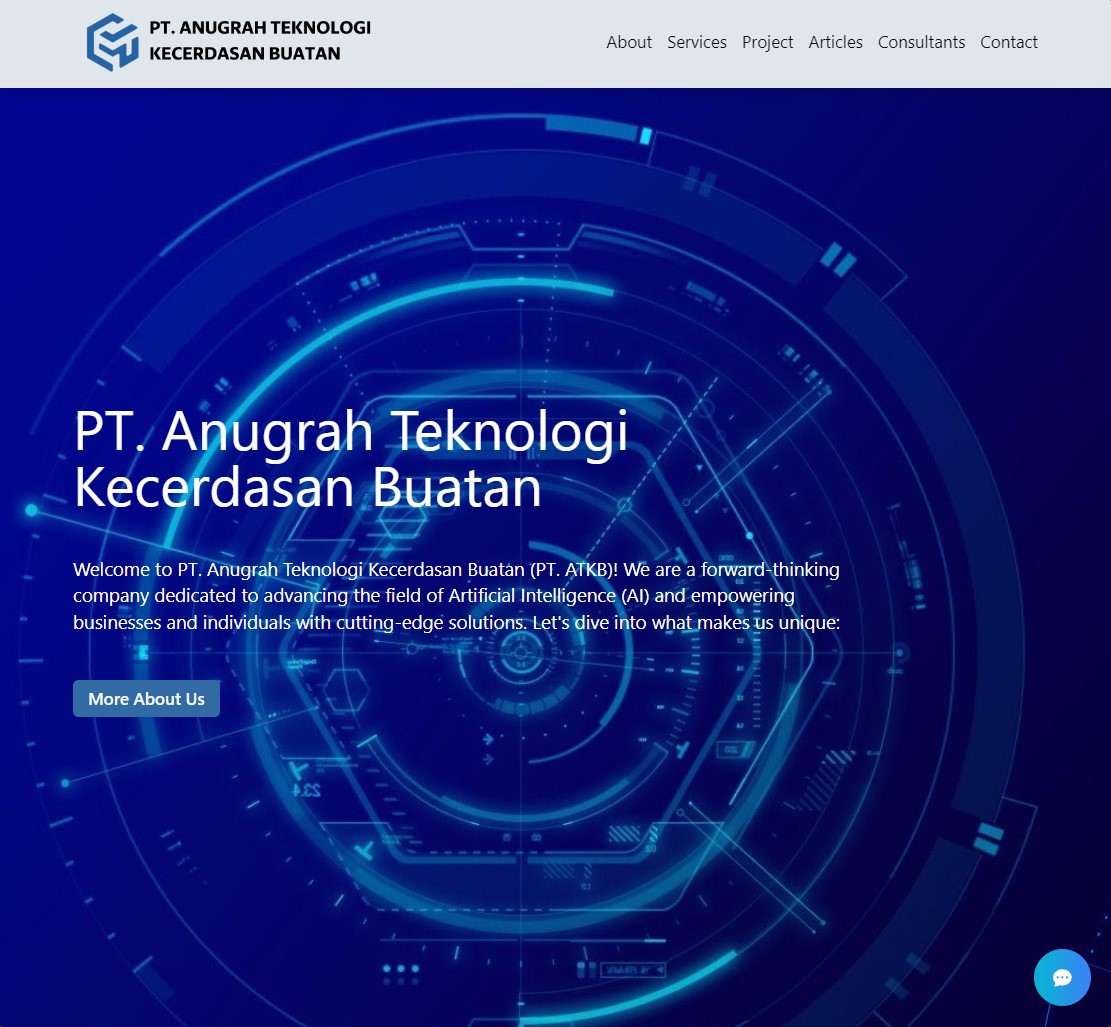 PT. ANUGRAH TEKNOLOGI
KECERDASAN BUATAN
About Services Project Articles Consultants Contact
PT. Anugrah Teknologi
Kecerdasan Buatan
Welcome to PT. Anugrah Teknologi Kecerdasan Buatan (PT. ATKB)! We are a forward-thinking
company dedicated to advancing the field of Artificial Intelligence (AI) and empowering
businesses and individuals with cutting-edge solutions. Let's dive into what makes us unique:
More About Us
23.4